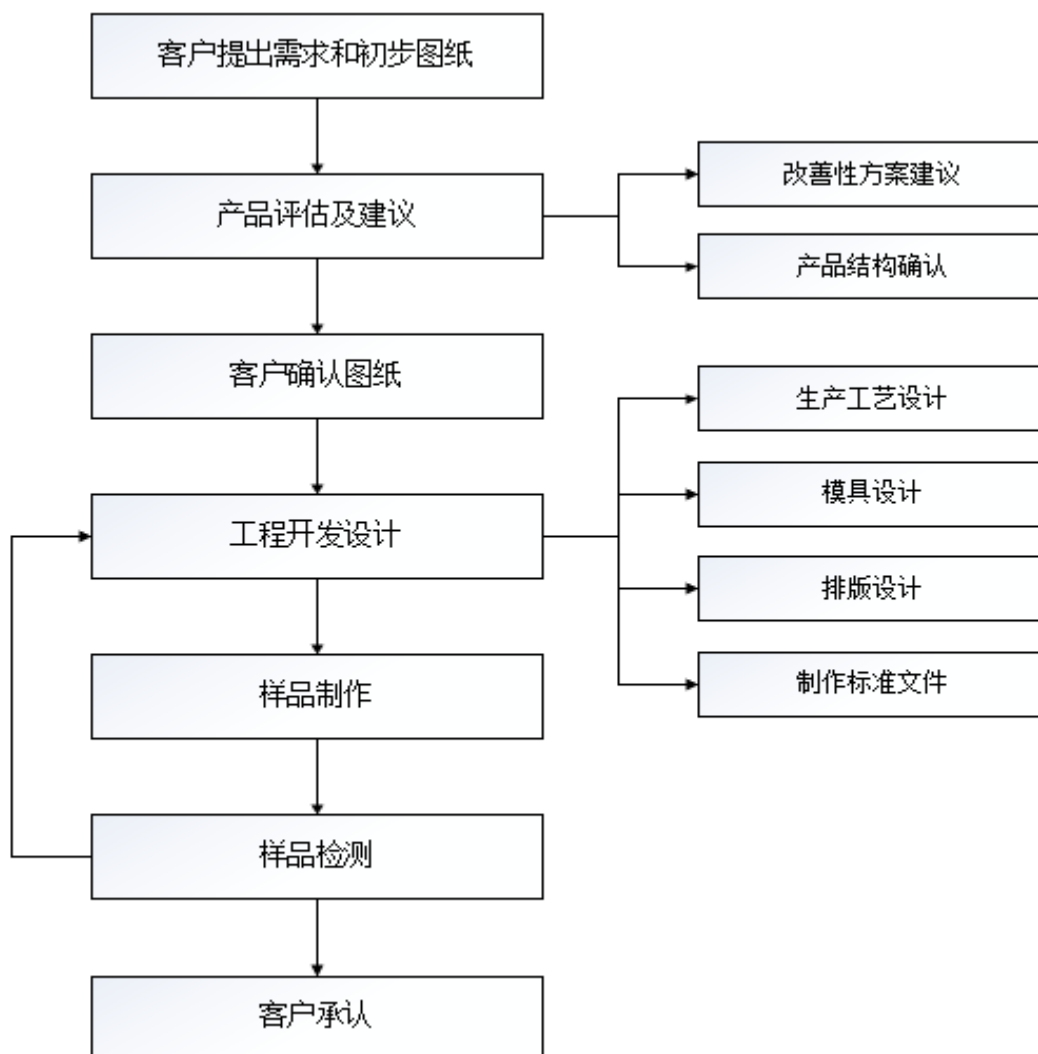 客户提出需求和初步图纸
产品评估及建议
改善性方案建议
产品结构确认
客户确认图纸
工程开发设计
生产工艺设计
模具设计
排版设计
制作标准文件
样品制作
样品检测
客户承认